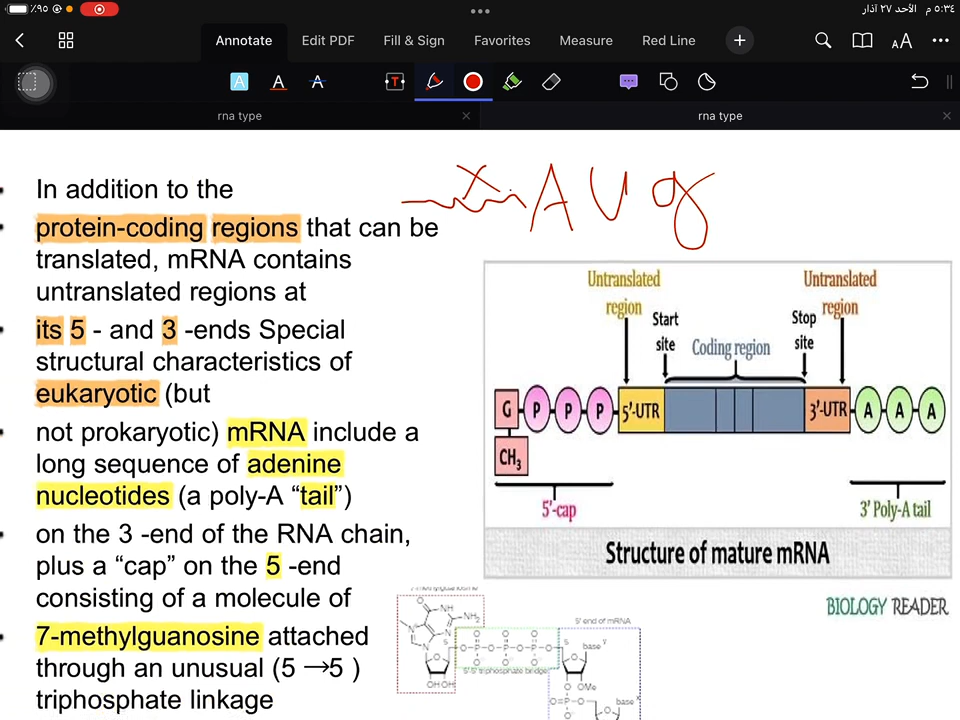 ٪٩٥ ٥:٣٤ م الأحد ٢٧ آذار
Annotate Edit PDF Fill & Sign Favorites Measure Red Line
A A A T AA
rna type rna type
In addition to the
protein-coding regions that can be
translated, mRNA contains
untranslated regions at
its 5 - and 3 -ends Special
structural characteristics of
eukaryotic (but
not prokaryotic) mRNA include a
long sequence of adenine
nucleotides (a poly-A “tail”)
on the 3 -end of the RNA chain,
plus a “cap” on the 5 -end
consisting of a molecule of
7-methylguanosine attached
through an unusual (5 →5 )
triphosphate linkage
x AUg
Untranslated
region
Start
site
Coding region
Stop
site
Untranslated
region
G P P P 5'-UTR 3'-UTR A A A
CH3
5'-cap
3' Poly-A tail
Structure of mature mRNA
BIOLOGY READER
5' end of mRNA
O NH NH2 N N N
O P O P O P O
base
5'-5' triphosphate bridge
OH OH
O OMe
O=P-O
base